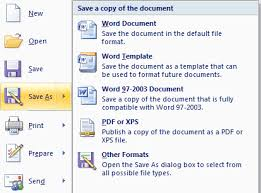 New
Open
Save
Save As
Print
Prepare
Send
Save a copy of the document
Word Document
Save the document in the default file
format.
Word Template
Save the document as a template that can
be used to format future documents.
Word 97-2003 Document
Save a copy of the document that is fully
compatible with Word 97-2003.
PDF or XPS
Publish a copy of the document as a PDF or
XPS file.
Other Formats
Open the Save As dialog box to select from
all possible file types.